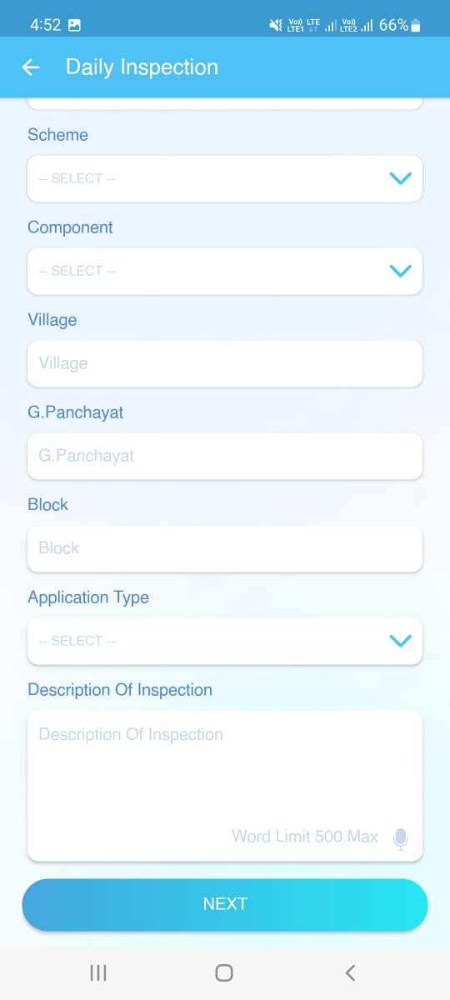 4:52
Vo)) LTE
LTE1
Vo))
LTE2
66%
Daily Inspection
Scheme
-- SELECT --
Component
-- SELECT --
Village
Village
G.Panchayat
G.Panchayat
Block
Block
Application Type
-- SELECT --
Description Of Inspection
Description Of Inspection
Word Limit 500 Max
NEXT